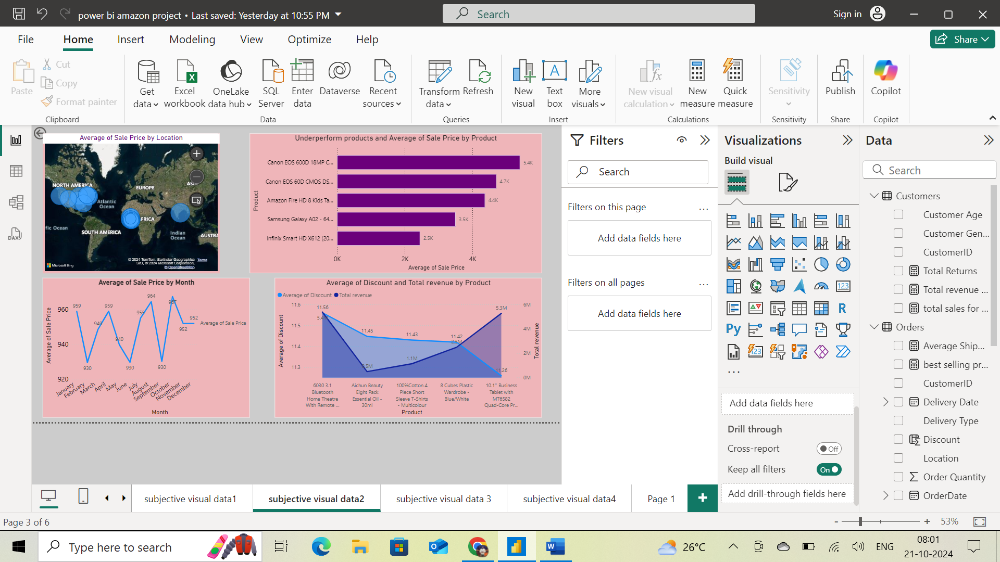 power bi amazon project • Last saved: Yesterday at 10:55 PM
Search
Sign in
File
Home
Insert
Modeling
View
Optimize
Help
Share
Paste
Cut
Copy
Format painter
Clipboard
Get data
Excel workbook
OneLake data hub
SQL Server
Enter data
Dataverse
Recent sources
Data
Transform data
Refresh
Queries
New visual
Text box
More visuals
Insert
New visual calculation
New measure
Quick measure
Calculations
Sensitivity
Sensitivity
Publish
Share
Copilot
Copilot
Average of Sale Price by Location
NORTH AMERICA
EUROPE
Atlantic
Ocean
FRICA
fic Ocean
SOUTH AMERICA
Indian
Ocean
AUSTRA
© 2024 TomTom, Earthstar Geographics
SIO, © 2024 Microsoft Corporation,
© OpenStreetMap
Terms
Microsoft Bing
Underperform products and Average of Sale Price by Product
Product
Canon EOS 600D 18MP C...
5.4K
Canon EOS 60D CMOS DS...
4.7K
Amazon Fire HD 8 Kids Ta...
4.4K
Samsung Galaxy A02 - 64...
3.5K
Infinix Smart HD X612 (20...
2.5K
0K
2K
4K
Average of Sale Price
Average of Sale Price by Month
Average of Sale Price
960
940
920
959
930
949
959
940
930
955
964
930
967
952
952
Average of Sale Price
January
February
March
April
May
June
July
August
September
October
November
December
Month
Average of Discount and Total revenue by Product
Average of Discount
Total revenue
Average of Discount
11.6
11.5
11.4
11.3
11.56
11.45
11.43
11.42
11.26
1.1M
5.3M
6M
4M
2M
0M
Total revenue
6030 3.1
Bluetooth
Home Theatre
With Remote ...
Aichun Beauty
Eight Pack
Essential Oil -
30ml
100%Cotton 4
Piece Short
Sleeve T-Shirts
- Multicolour
8 Cubes Plastic
Wardrobe -
Blue/White
10.1'' Business
Tablet with
MT6582
Quad-Core Pr...
Product
Filters
Search
Filters on this page
...
Add data fields here
Filters on all pages
...
Add data fields here
Visualizations
Build visual
123
R
Py
123
...
Add data fields here
Drill through
Cross-report
Off
Keep all filters
On
Add drill-through fields here
Data
Search
Customers
Customer Age
Customer Gen...
CustomerID
Total Returns
Total revenue ...
total sales for ...
Orders
Average Ship...
best selling pr...
CustomerID
Delivery Date
Delivery Type
Discount
Location
Order Quantity
OrderDate
DAX
subjective visual data1
subjective visual data2
subjective visual data 3
subjective visual data4
Page 1
+
Page 3 of 6
- + 53%
Type here to search
26°C
ENG
08:01
21-10-2024